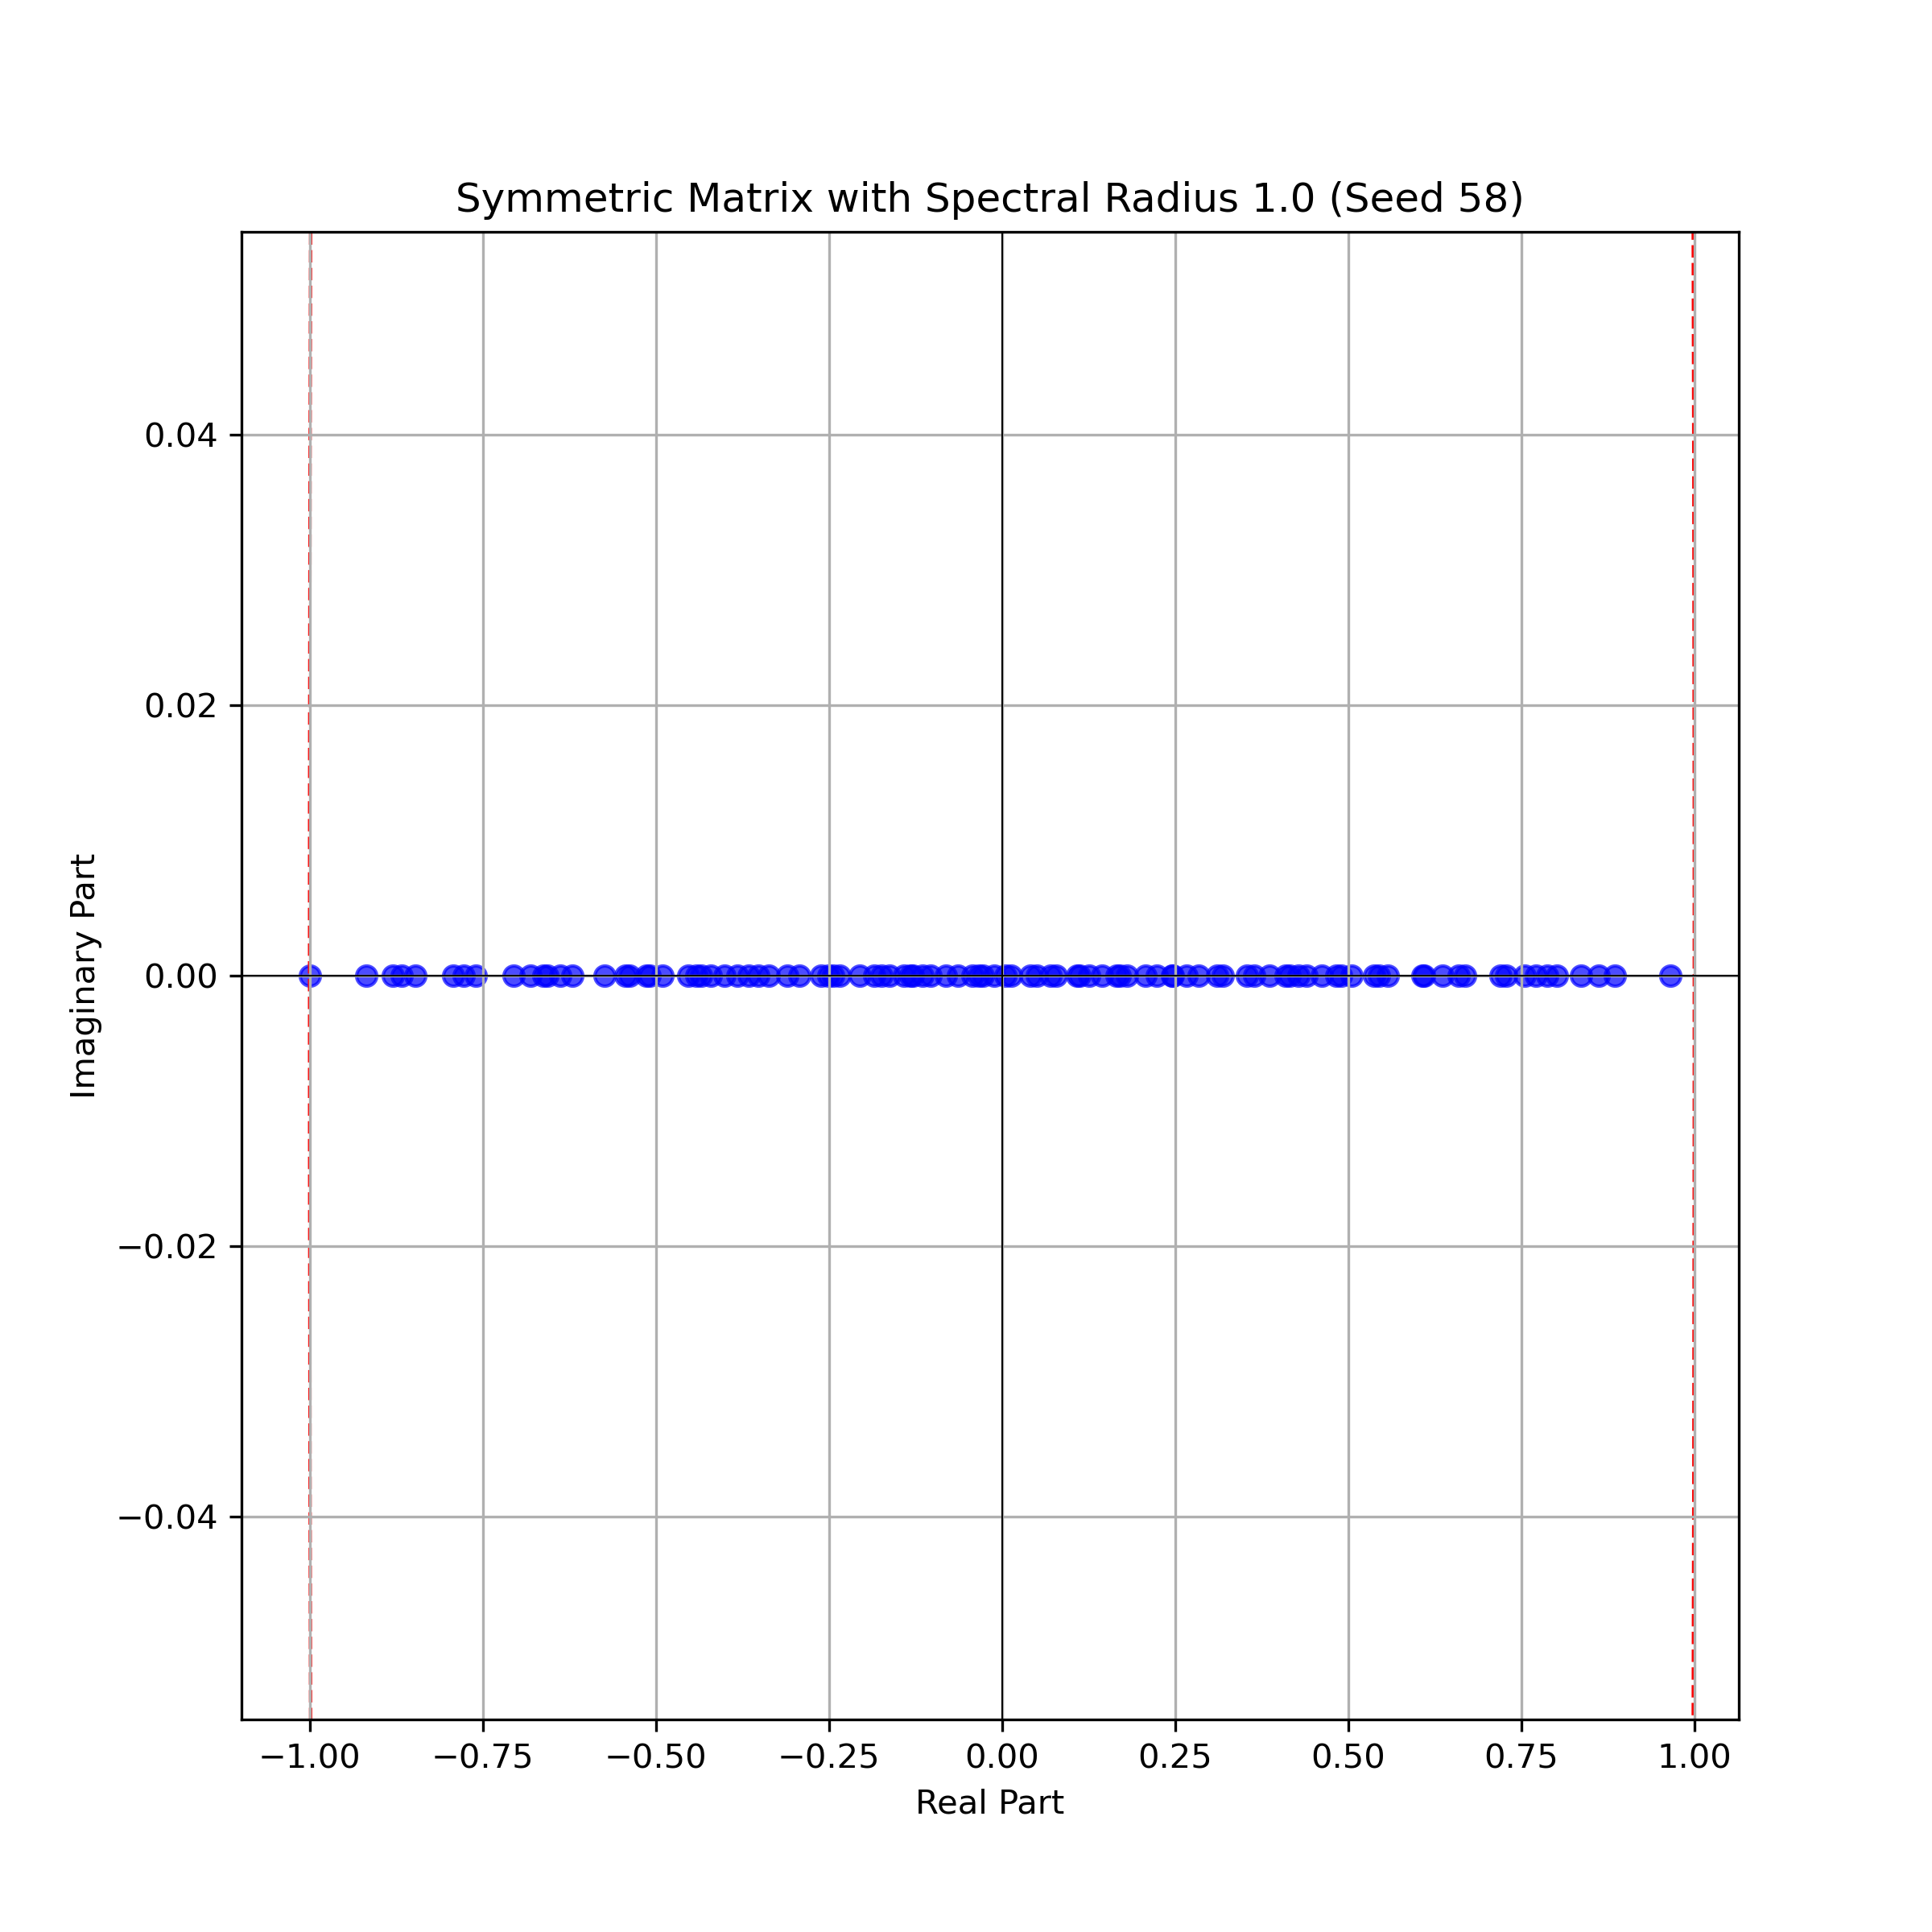 Symmetric Matrix with Spectral Radius 1.0 (Seed 58)
Imaginary Part
0.04
0.02
0.00
−0.02
−0.04
−1.00 −0.75 −0.50 −0.25 0.00 0.25 0.50 0.75 1.00
Real Part